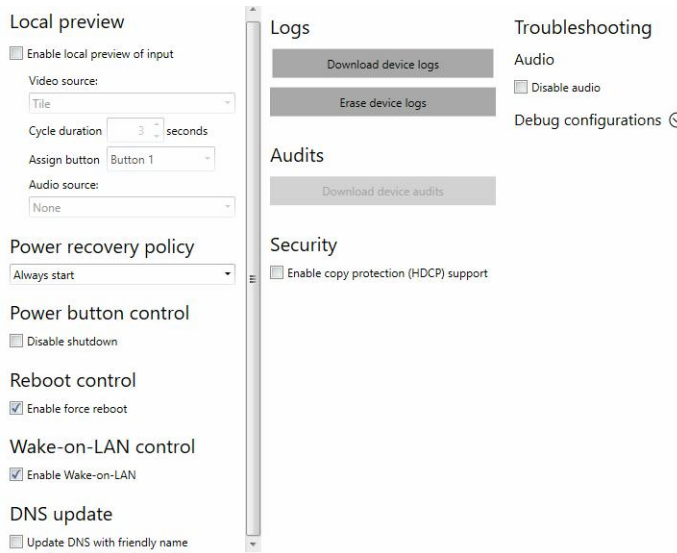 Local preview
Enable local preview of input
Video source:
Tile
Cycle duration 3 seconds
Assign button Button 1
Audio source:
None
Power recovery policy
Always start
Power button control
Disable shutdown
Reboot control
Enable force reboot
Wake-on-LAN control
Enable Wake-on-LAN
DNS update
Update DNS with friendly name
Logs
Download device logs
Erase device logs
Audits
Download device audits
Security
Enable copy protection (HDCP) support
Troubleshooting
Audio
Disable audio
Debug configurations